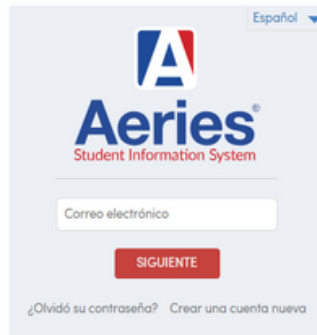 Español
Aeries®
Student Information System
Correo electrónico
SIGUIENTE
¿Olvidó su contraseña? Crear una cuenta nueva